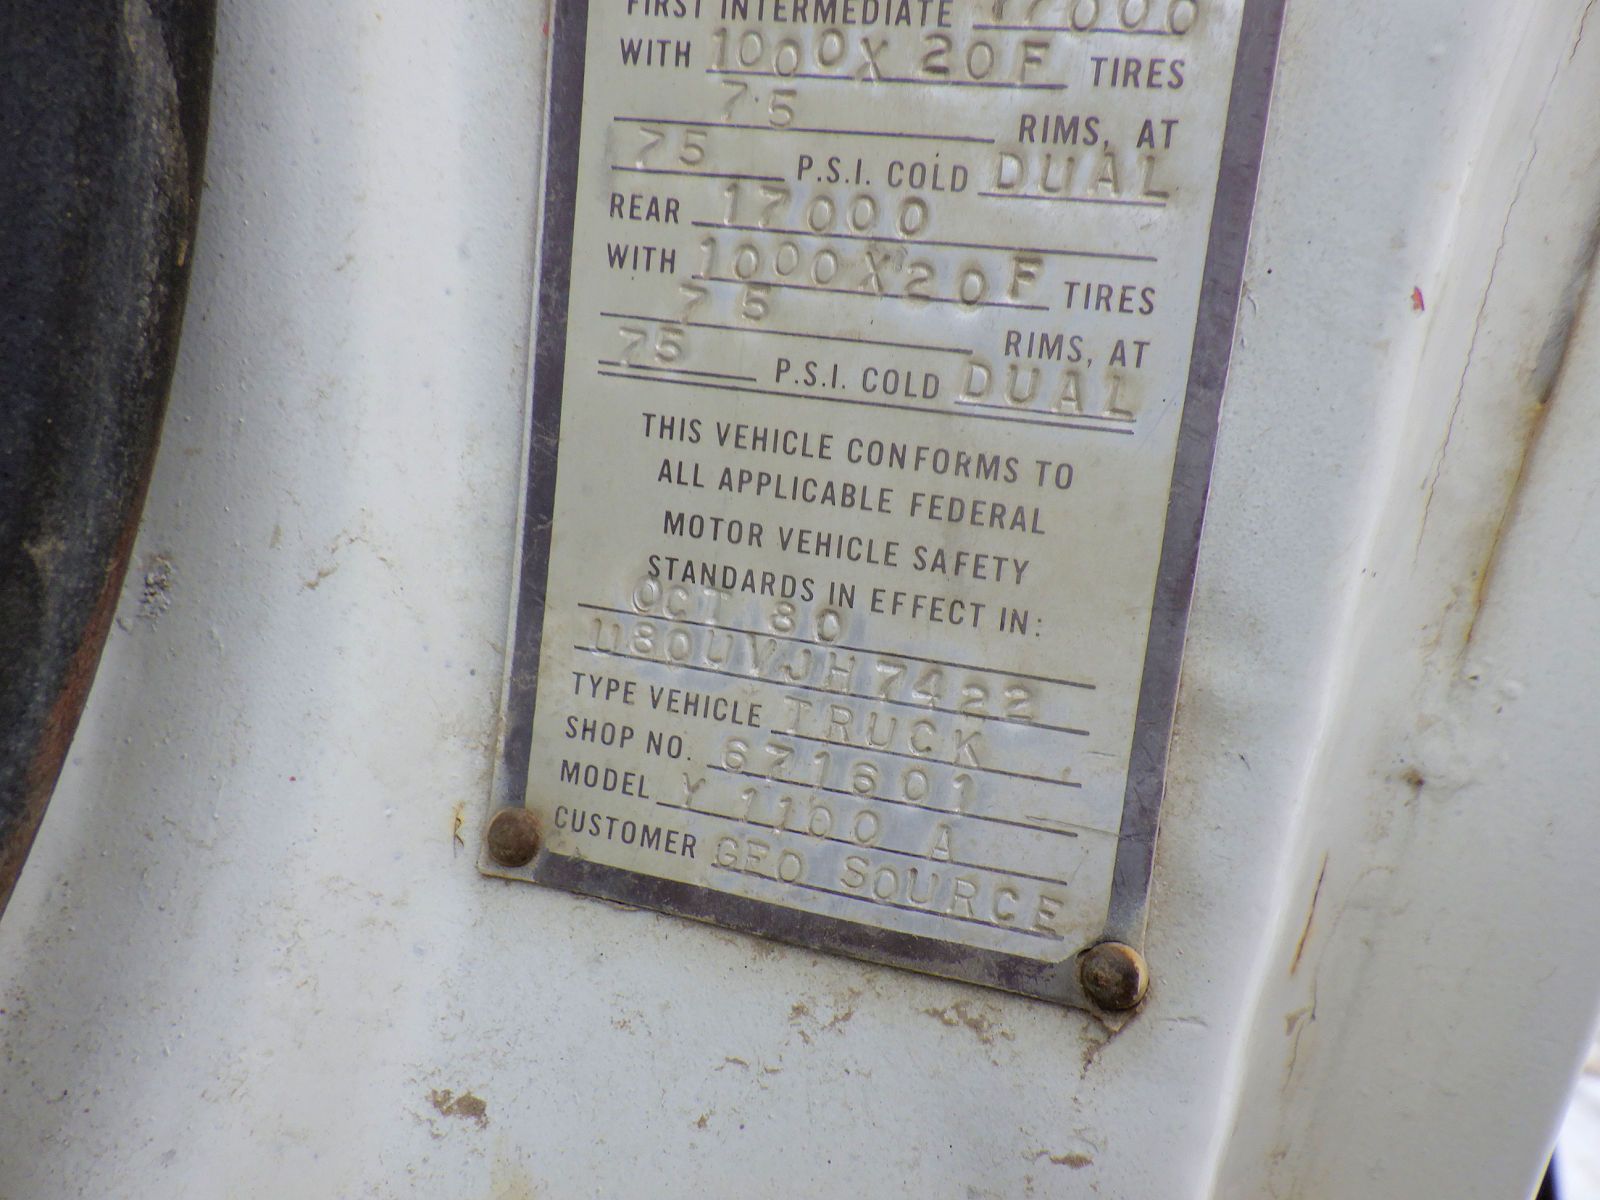 FIRST INTERMEDIATE 17000
WITH 1000X 20F TIRES
7.5 RIMS, AT
75 P.S.I. COLD DUAL
REAR 17000
WITH 1000X20F TIRES
75 RIMS, AT
75 P.S.I. COLD DUAL
THIS VEHICLE CONFORMS TO
ALL APPLICABLE FEDERAL
MOTOR VEHICLE SAFETY
STANDARDS IN EFFECT IN:
OCT 80
U80UVJH7422
TYPE VEHICLE TRUCK
SHOP NO. 671601
MODEL Y 1100 A
CUSTOMER GEO SOURCE